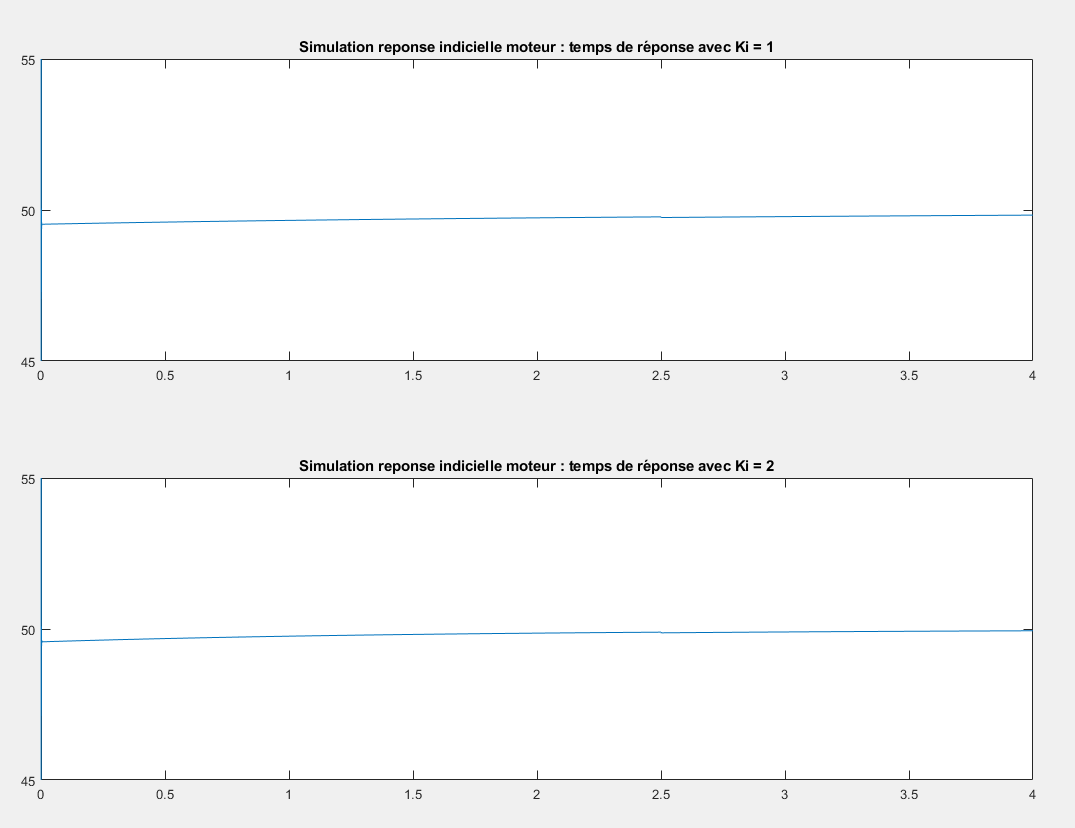 Simulation reponse indicielle moteur : temps de réponse avec Ki = 1
55
50
45
0 0.5 1 1.5 2 2.5 3 3.5 4
Simulation reponse indicielle moteur : temps de réponse avec Ki = 2
55
50
45
0 0.5 1 1.5 2 2.5 3 3.5 4